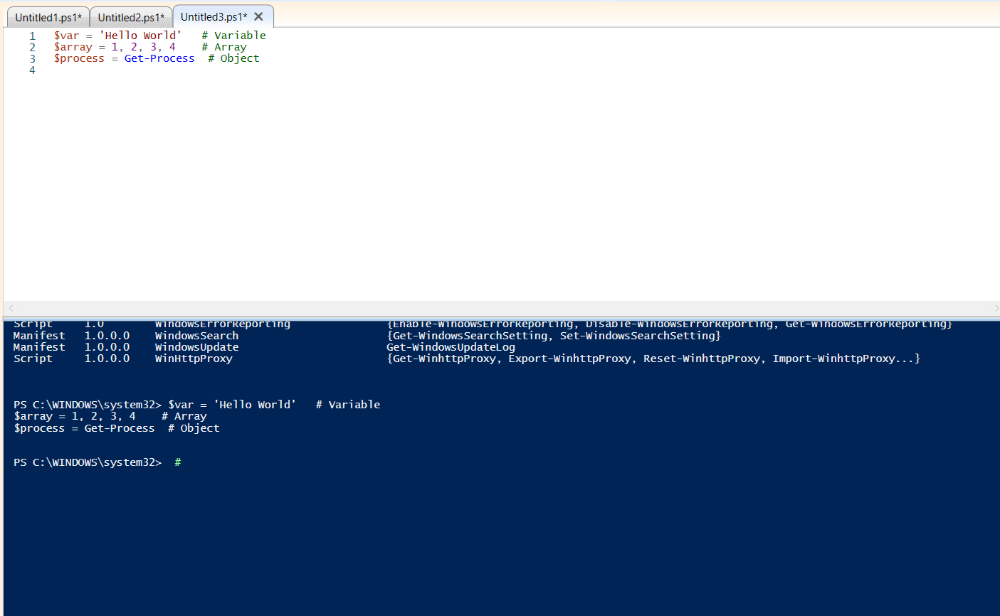 Untitled1.ps1* Untitled2.ps1* Untitled3.ps1*
1 $var = 'Hello World'   # Variable
2 $array = 1, 2, 3, 4    # Array
3 $process = Get-Process  # Object
4
Script 1.0 WindowsErrorReporting {Enable-WindowsErrorReporting, Disable-WindowsErrorReporting, Get-WindowsErrorReporting}
Manifest 1.0.0.0 WindowsSearch {Get-WindowsSearchSetting, Set-WindowsSearchSetting}
Manifest 1.0.0.0 WindowsUpdate Get-WindowsUpdateLog
Script 1.0.0.0 WinHttpProxy {Get-WinhttpProxy, Export-WinhttpProxy, Reset-WinhttpProxy, Import-WinhttpProxy...}
PS C:\WINDOWS\system32> $var = 'Hello World'   # Variable
$array = 1, 2, 3, 4    # Array
$process = Get-Process  # Object
PS C:\WINDOWS\system32>  #